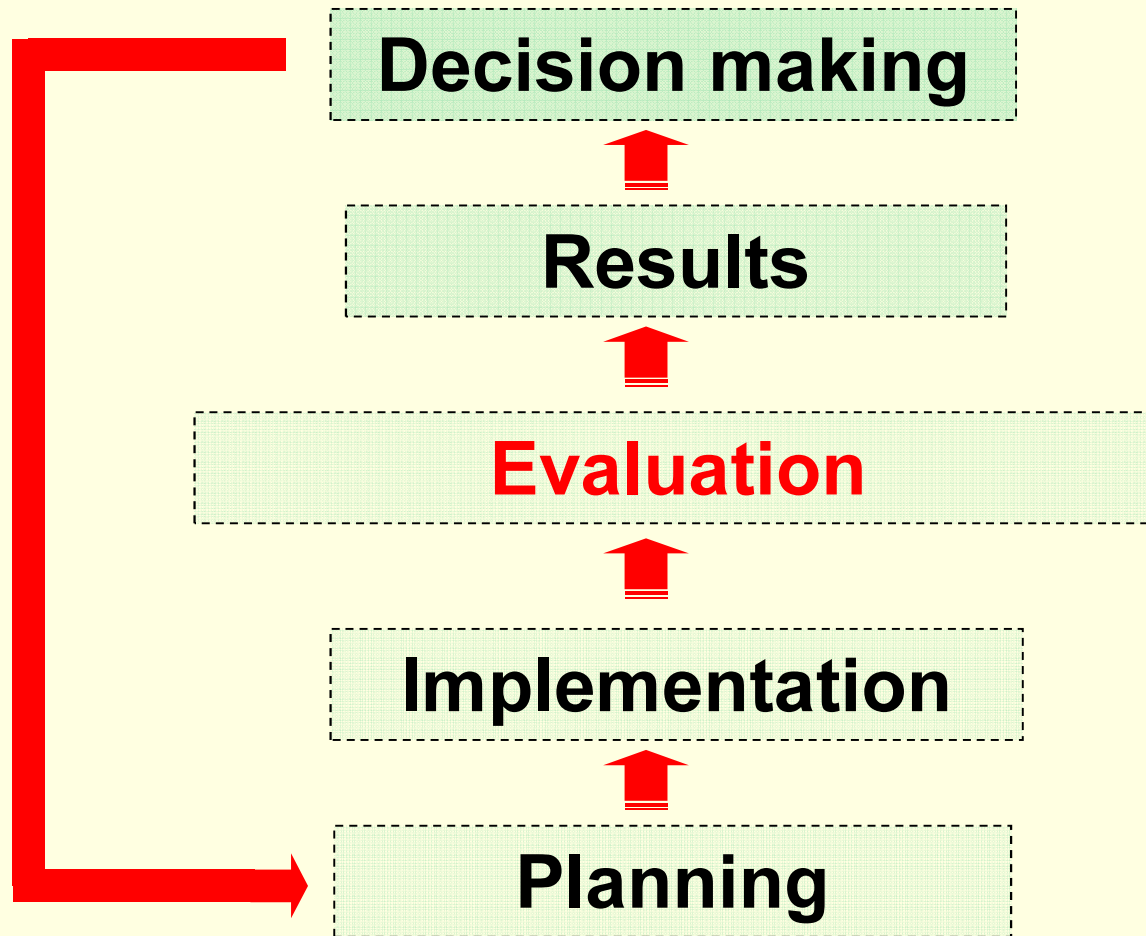 Decision making
Results
Evaluation
Implementation
Planning